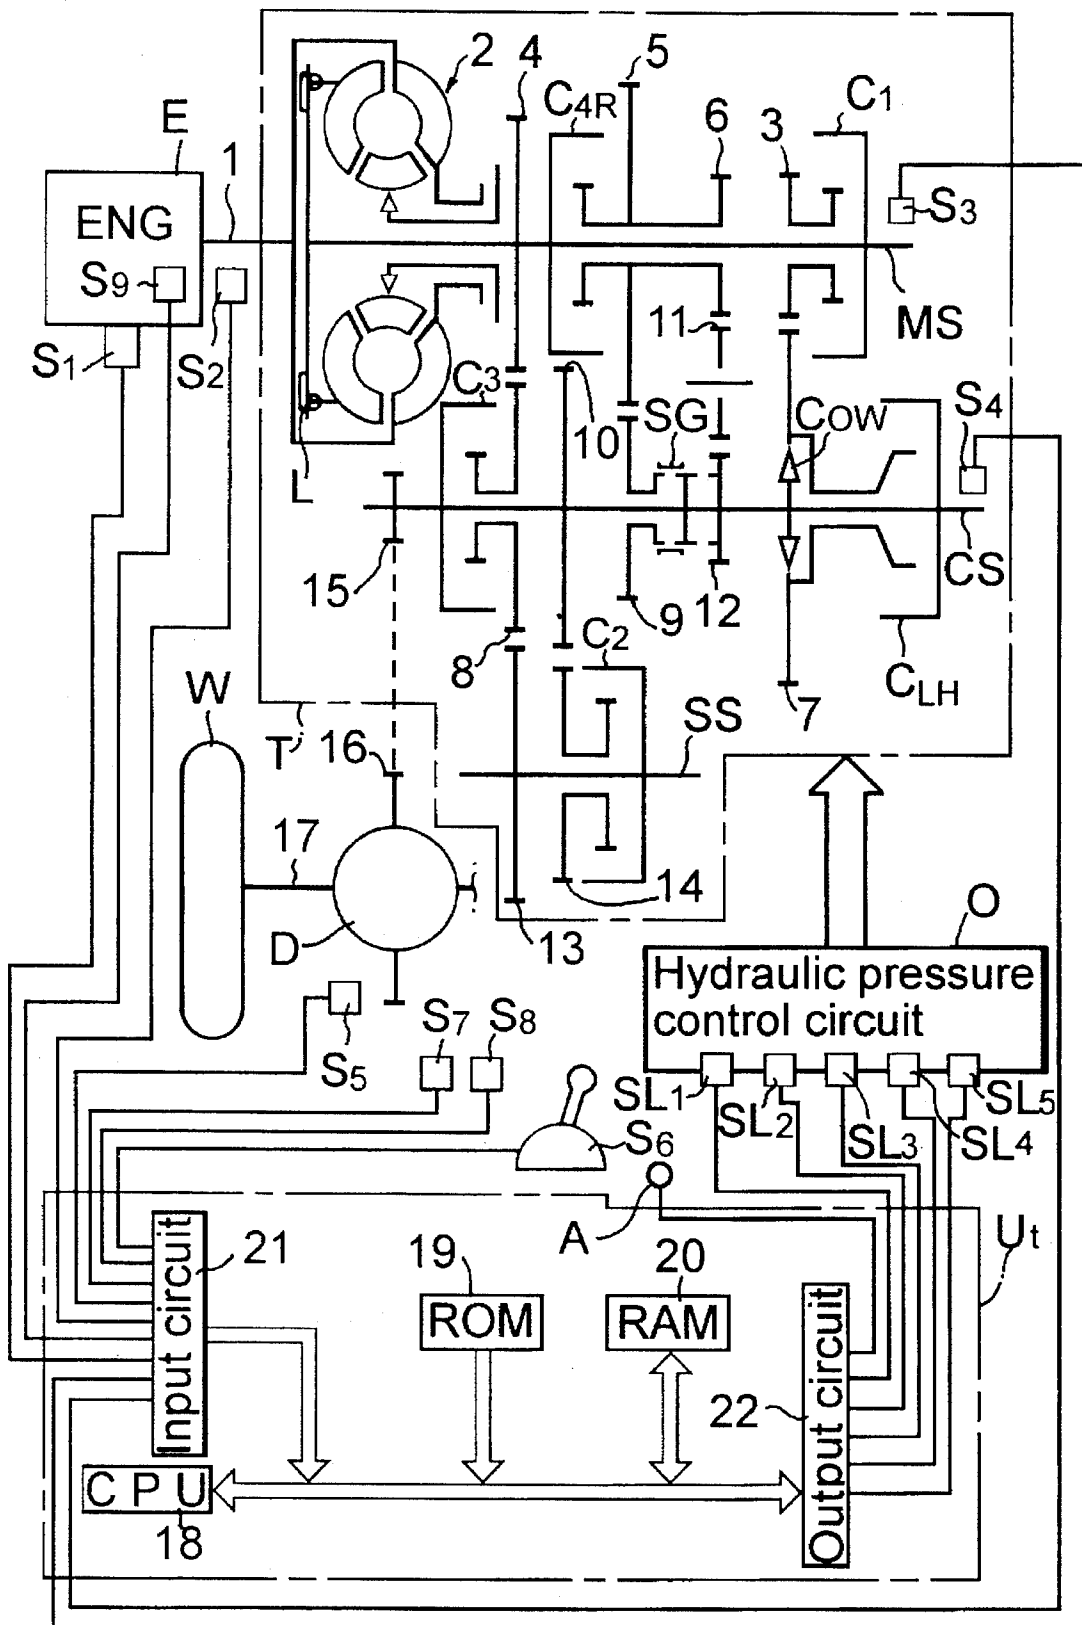 2
4
5
C4R
6
3
C1
E
1
ENG
S9
S3
MS
S1
S2
11
C3
10
SG
COW
S4
L
15
12
CS
9
8
C2
7
CLH
W
T
16
SS
17
D
13
14
O
Hydraulic pressure
control circuit
S5
S7
S8
SL1
SL2
SL3
SL4
SL5
S6
A
Ut
Input circuit
21
19
ROM
20
RAM
22
Output circuit
CPU
18